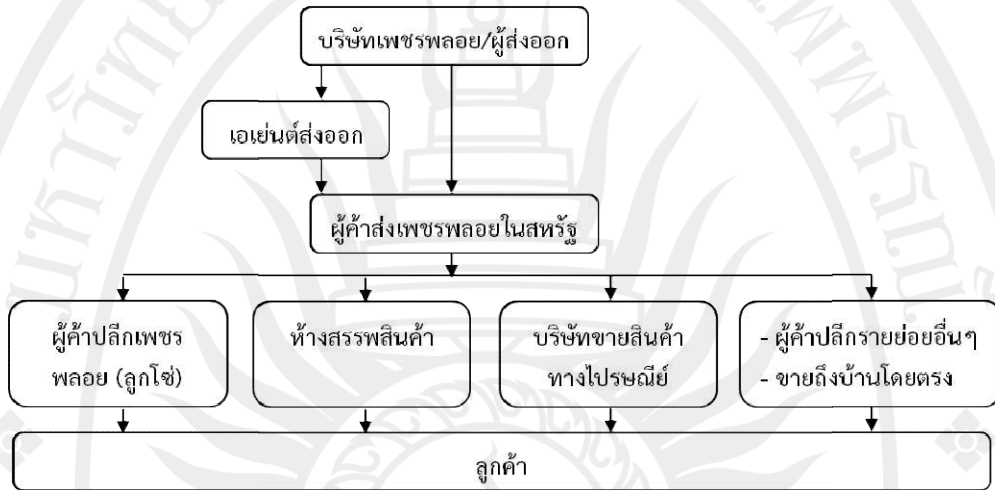 บริษัทเพชรพลอย/ผู้ส่งออก
เอเย่นต์ส่งออก
ผู้ค้าส่งเพชรพลอยในสหรัฐ
ผู้ค้าปลีกเพชร
พลอย (ลูกโซ่)
ห้างสรรพสินค้า
บริษัทขายสินค้า
ทางไปรษณีย์
- ผู้ค้าปลีกรายย่อยอื่นๆ
- ขายถึงบ้านโดยตรง
ลูกค้า